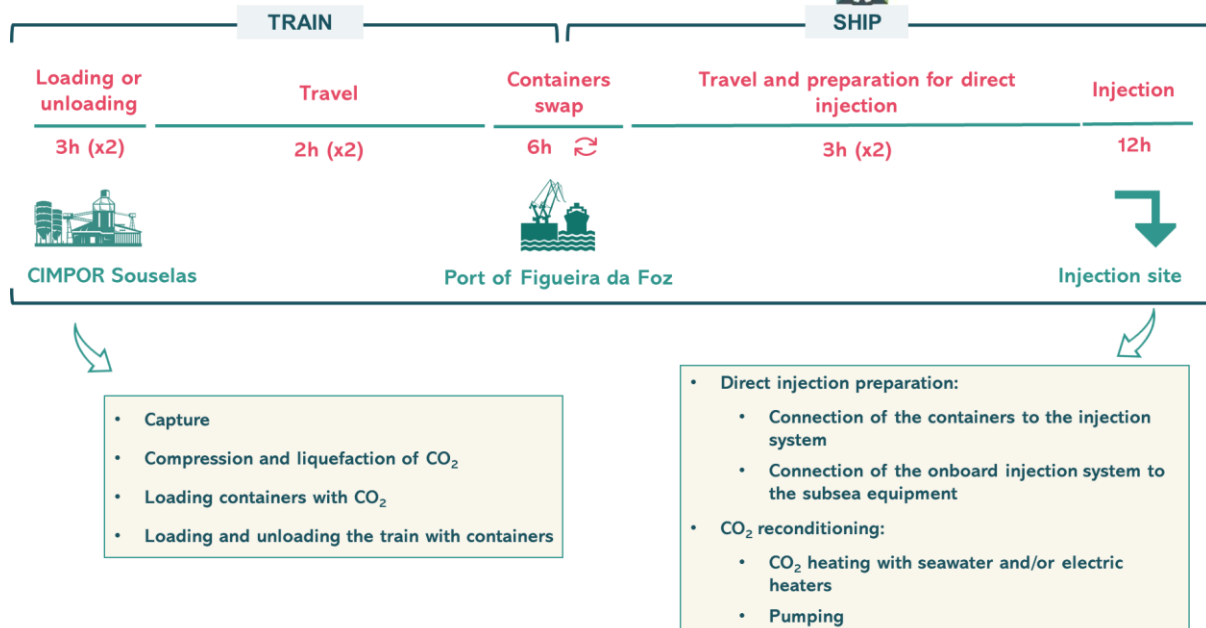 TRAIN
SHIP
Loading or
unloading
Travel
Containers
swap
Travel and preparation for direct
injection
Injection
3h (x2)
2h (x2)
6h
3h (x2)
12h
CIMPOR Souselas
Port of Figueira da Foz
Injection site
• Capture
• Compression and liquefaction of CO₂
• Loading containers with CO₂
• Loading and unloading the train with containers
• Direct injection preparation:
• Connection of the containers to the injection
system
• Connection of the onboard injection system to
the subsea equipment
• CO₂ reconditioning:
• CO₂ heating with seawater and/or electric
heaters
• Pumping